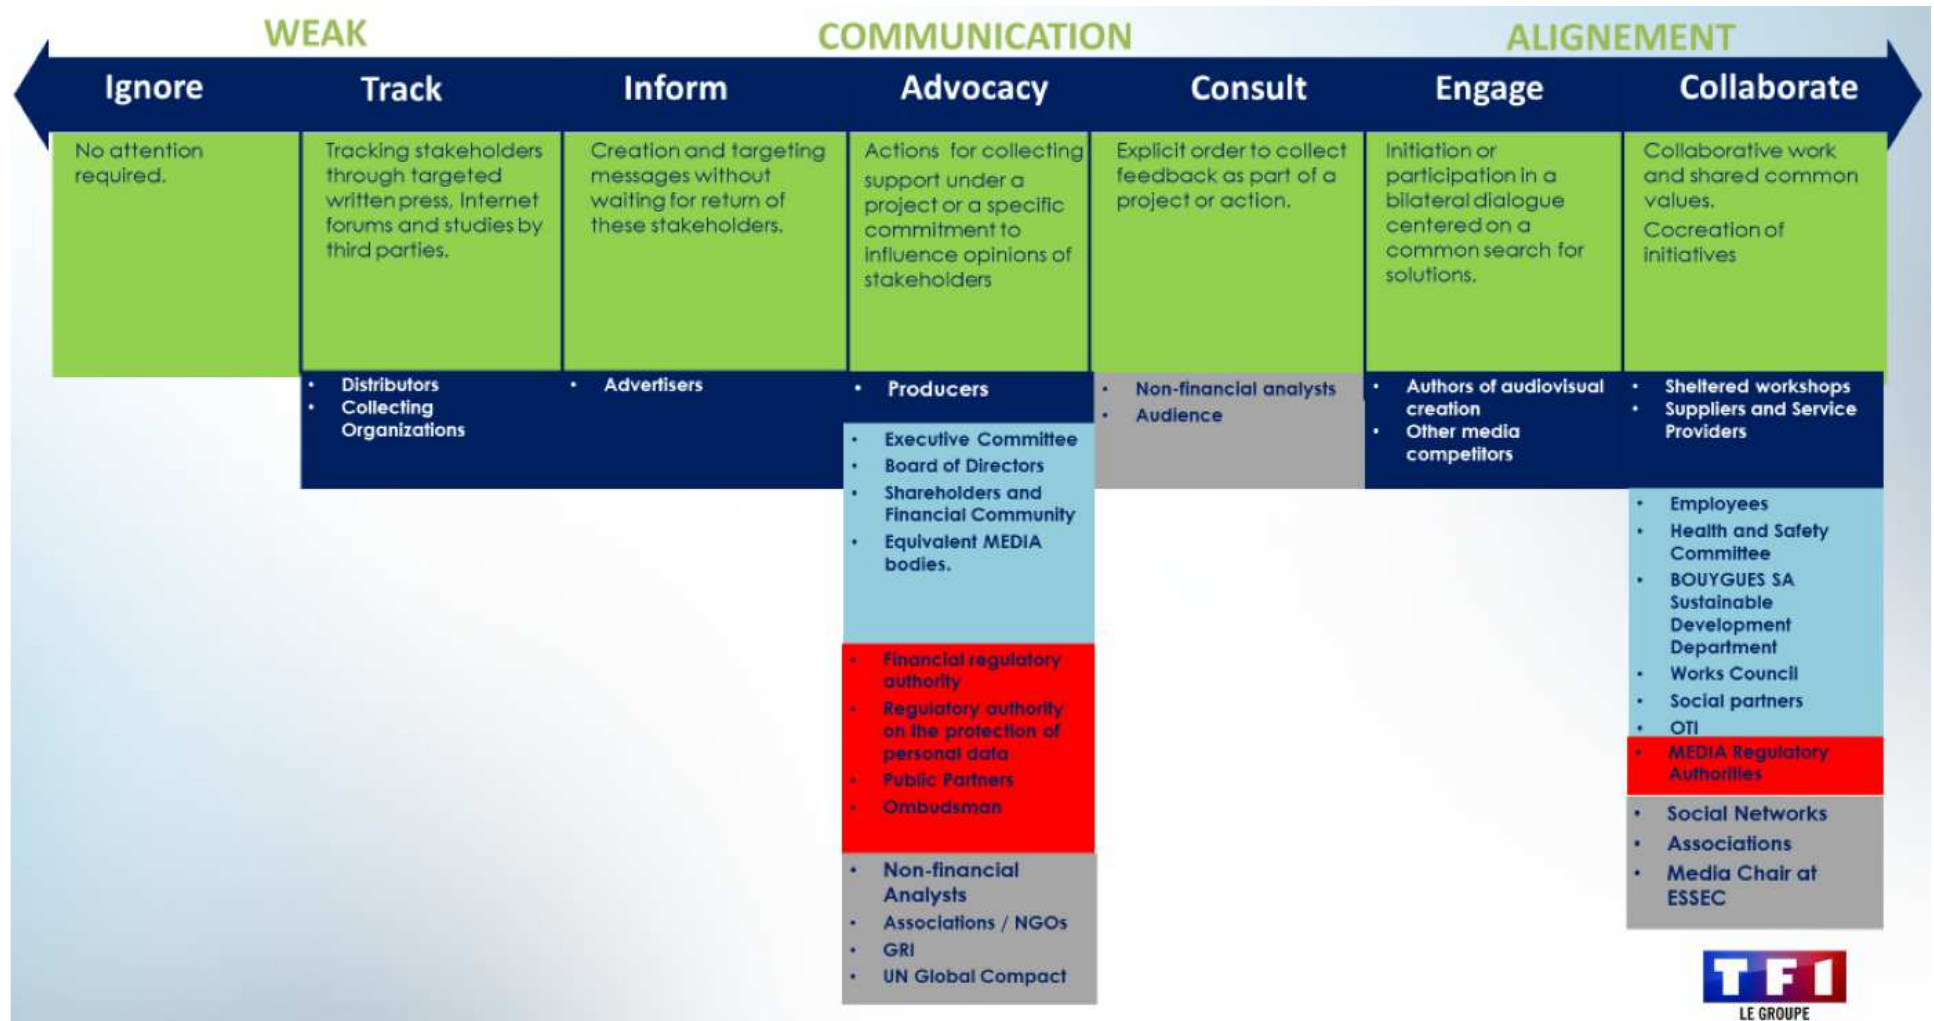 WEAK
COMMUNICATION
ALIGNEMENT
Ignore
Track
Inform
Advocacy
Consult
Engage
Collaborate
No attention
required.
Tracking stakeholders
through targeted
written press, Internet
forums and studies by
third parties.
Creation and targeting
messages without
waiting for return of
these stakeholders.
Actions for collecting
support under a
project or a specific
commitment to
influence opinions of
stakeholders
Explicit order to collect
feedback as part of a
project or action.
Initiation or
participation in a
bilateral dialogue
centered on a
common search for
solutions.
Collaborative work
and shared common
values.
Cocreation of
initiatives
• Distributors
• Collecting
Organizations
• Advertisers
• Producers
• Executive Committee
• Board of Directors
• Shareholders and
Financial Community
• Equivalent MEDIA
bodies.
• Financial regulatory
authority
• Regulatory authority
on the protection of
personal data
• Public Partners
• Ombudsman
• Non-financial
Analysts
• Associations / NGOs
• GRI
• UN Global Compact
• Non-financial analysts
• Audience
• Authors of audiovisual
creation
• Other media
competitors
• Sheltered workshops
• Suppliers and Service
Providers
• Employees
• Health and Safety
Committee
• BOUYGUES SA
Sustainable
Development
Department
• Works Council
• Social partners
• OTI
• MEDIA Regulatory
Authorities
• Social Networks
• Associations
• Media Chair at
ESSEC
TF1
LE GROUPE